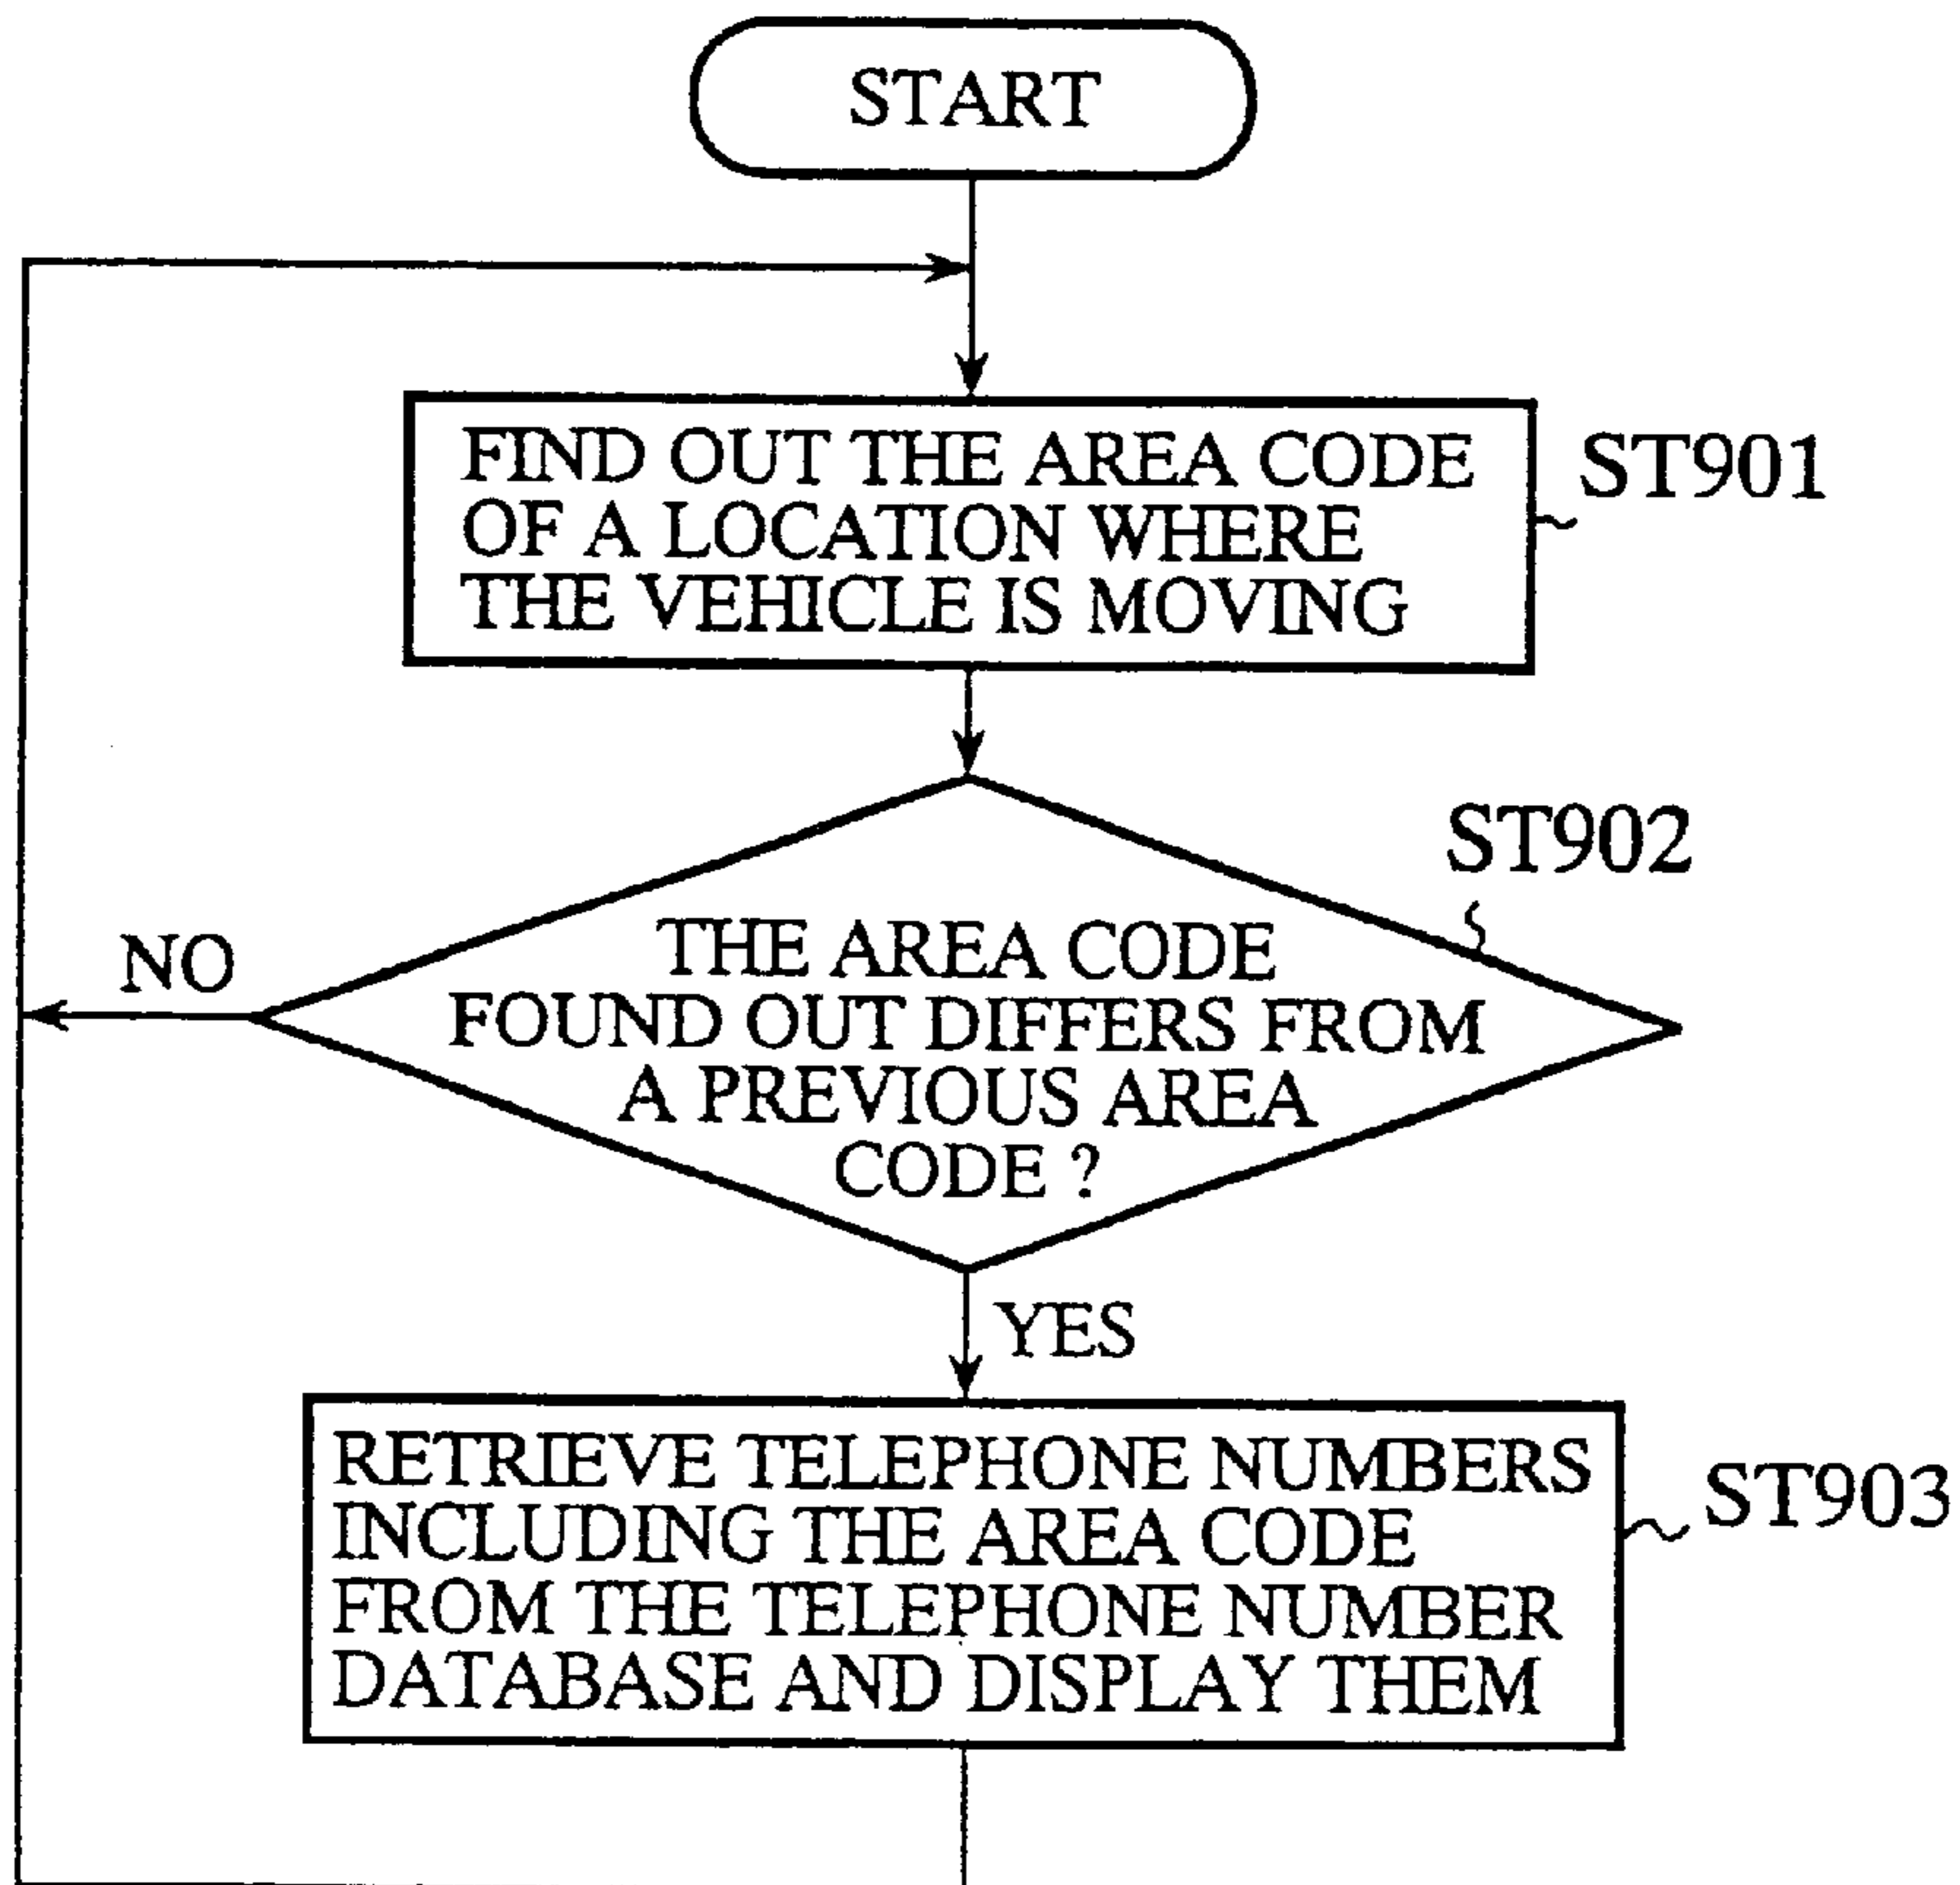 START
FIND OUT THE AREA CODE
OF A LOCATION WHERE
THE VEHICLE IS MOVING
ST901
ST902
THE AREA CODE
FOUND OUT DIFFERS FROM
A PREVIOUS AREA
CODE ?
NO
YES
RETRIEVE TELEPHONE NUMBERS
INCLUDING THE AREA CODE
FROM THE TELEPHONE NUMBER
DATABASE AND DISPLAY THEM
ST903